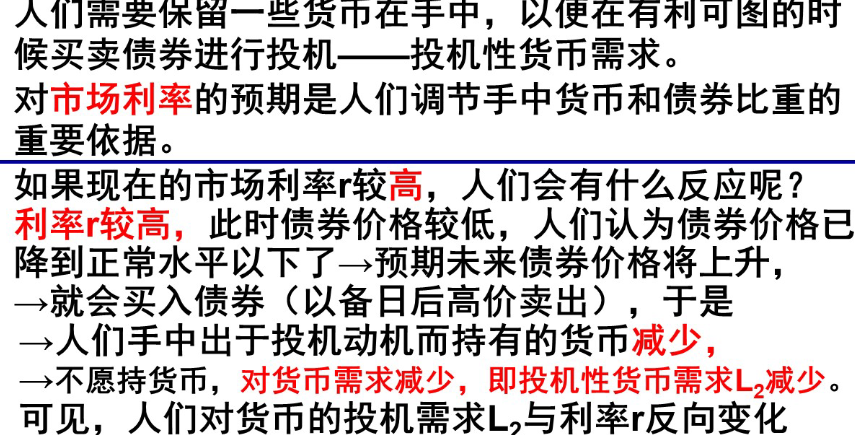 人们需要保留一些货币在手中，以便在有利可图的时
候买卖债券进行投机——投机性货币需求。
对市场利率的预期是人们调节手中货币和债券比重的
重要依据。
如果现在的市场利率r较高，人们会有什么反应呢？
利率r较高，此时债券价格较低，人们认为债券价格已
降到正常水平以下了→预期未来债券价格将上升，
→就会买入债券（以备日后高价卖出），于是
→人们手中出于投机动机而持有的货币减少，
→不愿持货币，对货币需求减少，即投机性货币需求L₂减少。
可见，人们对货币的投机需求L₂与利率r反向变化